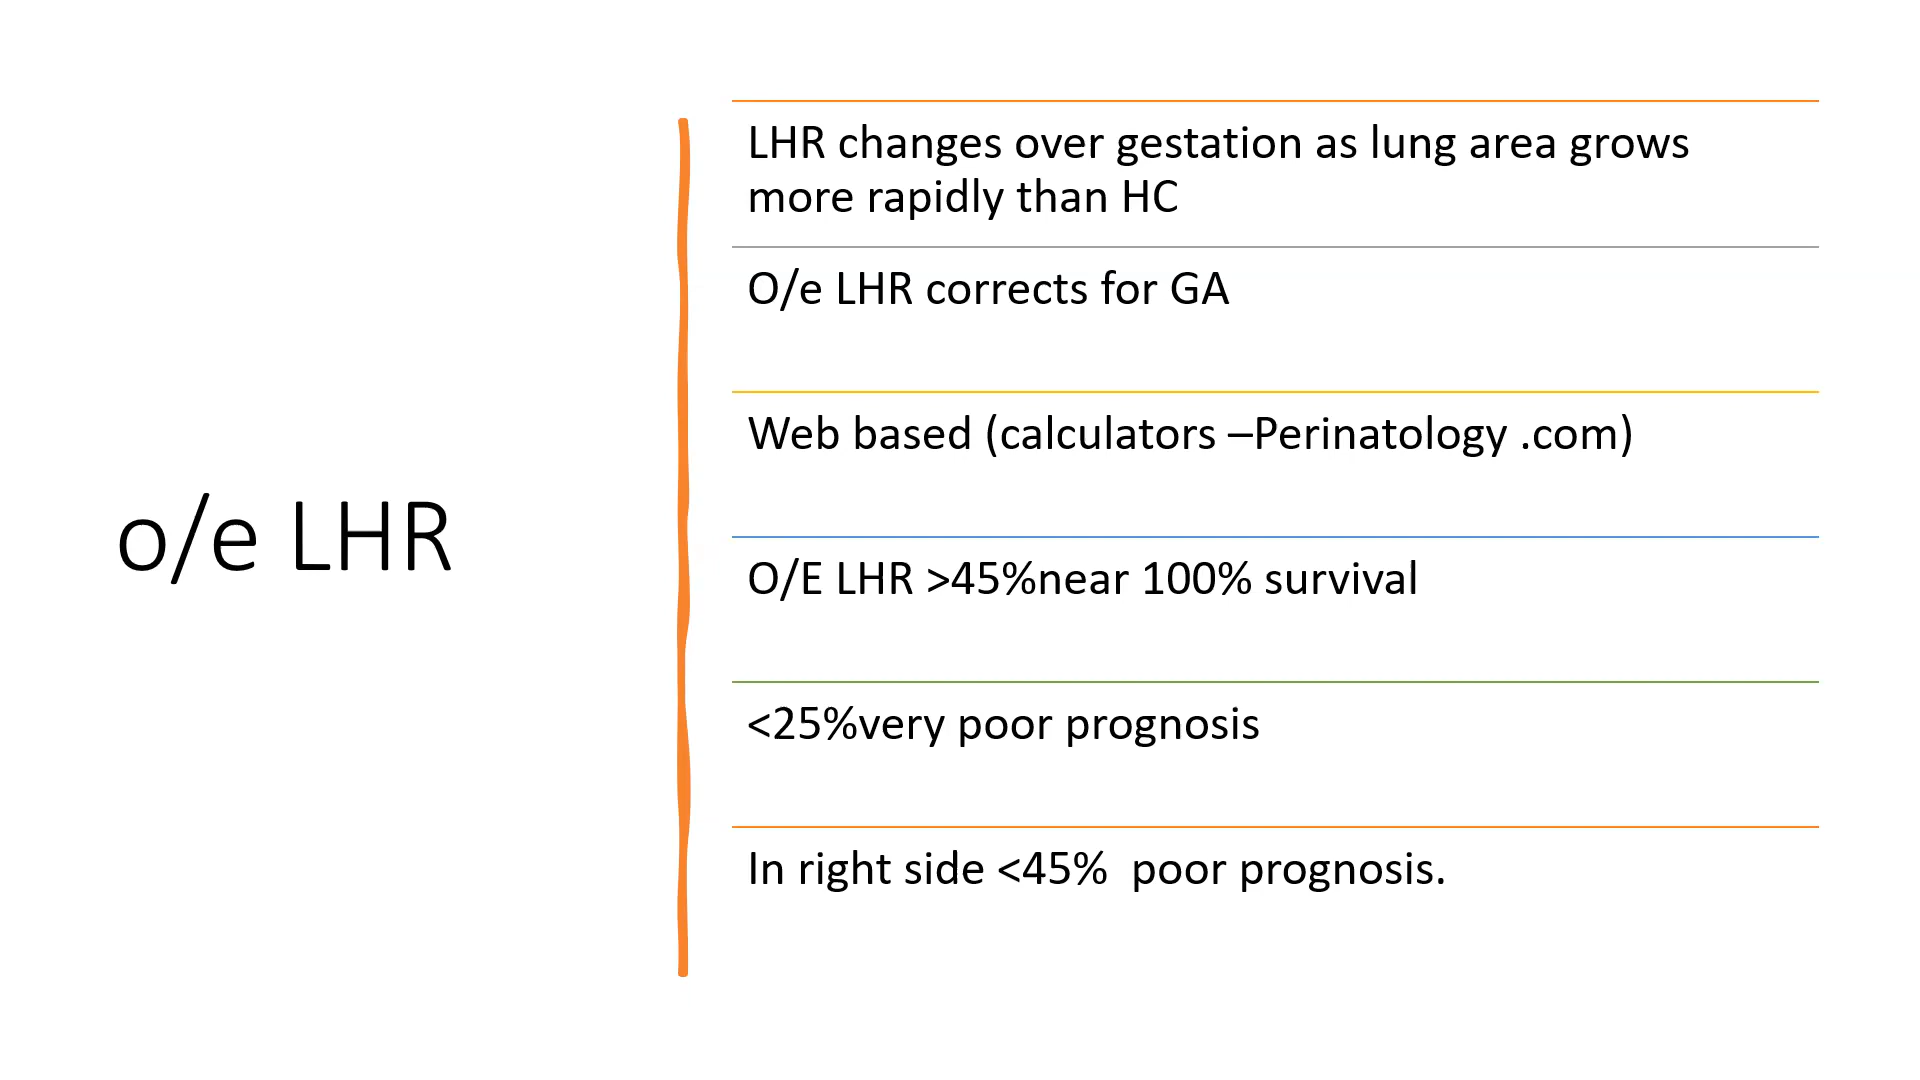 o/e LHR
LHR changes over gestation as lung area grows
more rapidly than HC
O/e LHR corrects for GA
Web based (calculators –Perinatology .com)
O/E LHR >45%near 100% survival
<25%very poor prognosis
In right side <45%  poor prognosis.